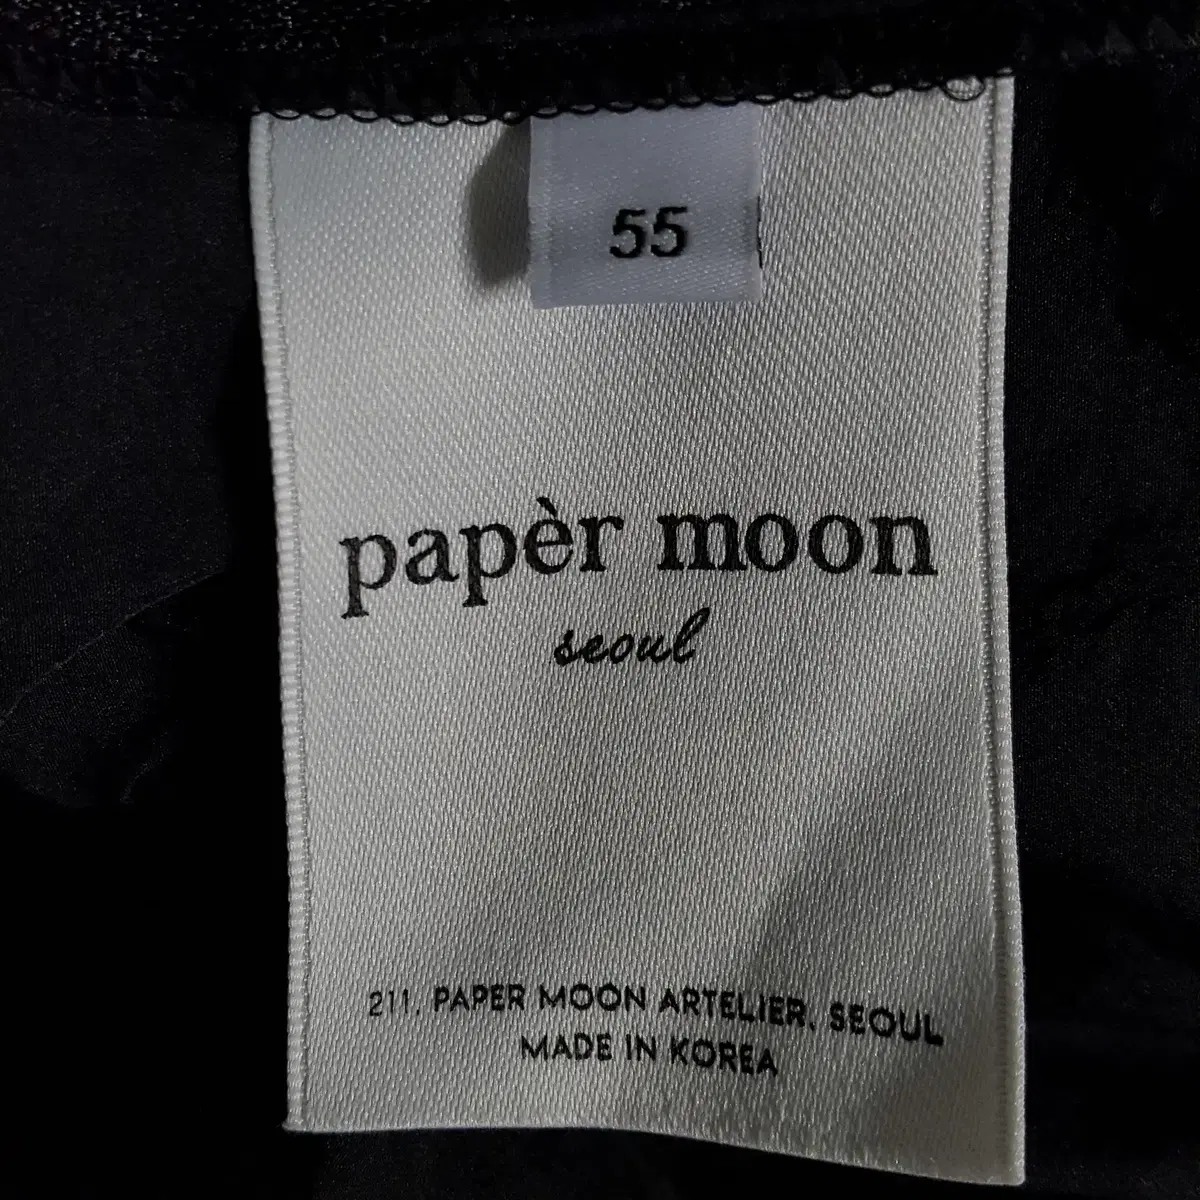 55
papèr moon
seoul
211, PAPER MOON ARTELIER, SEOUL
MADE IN KOREA